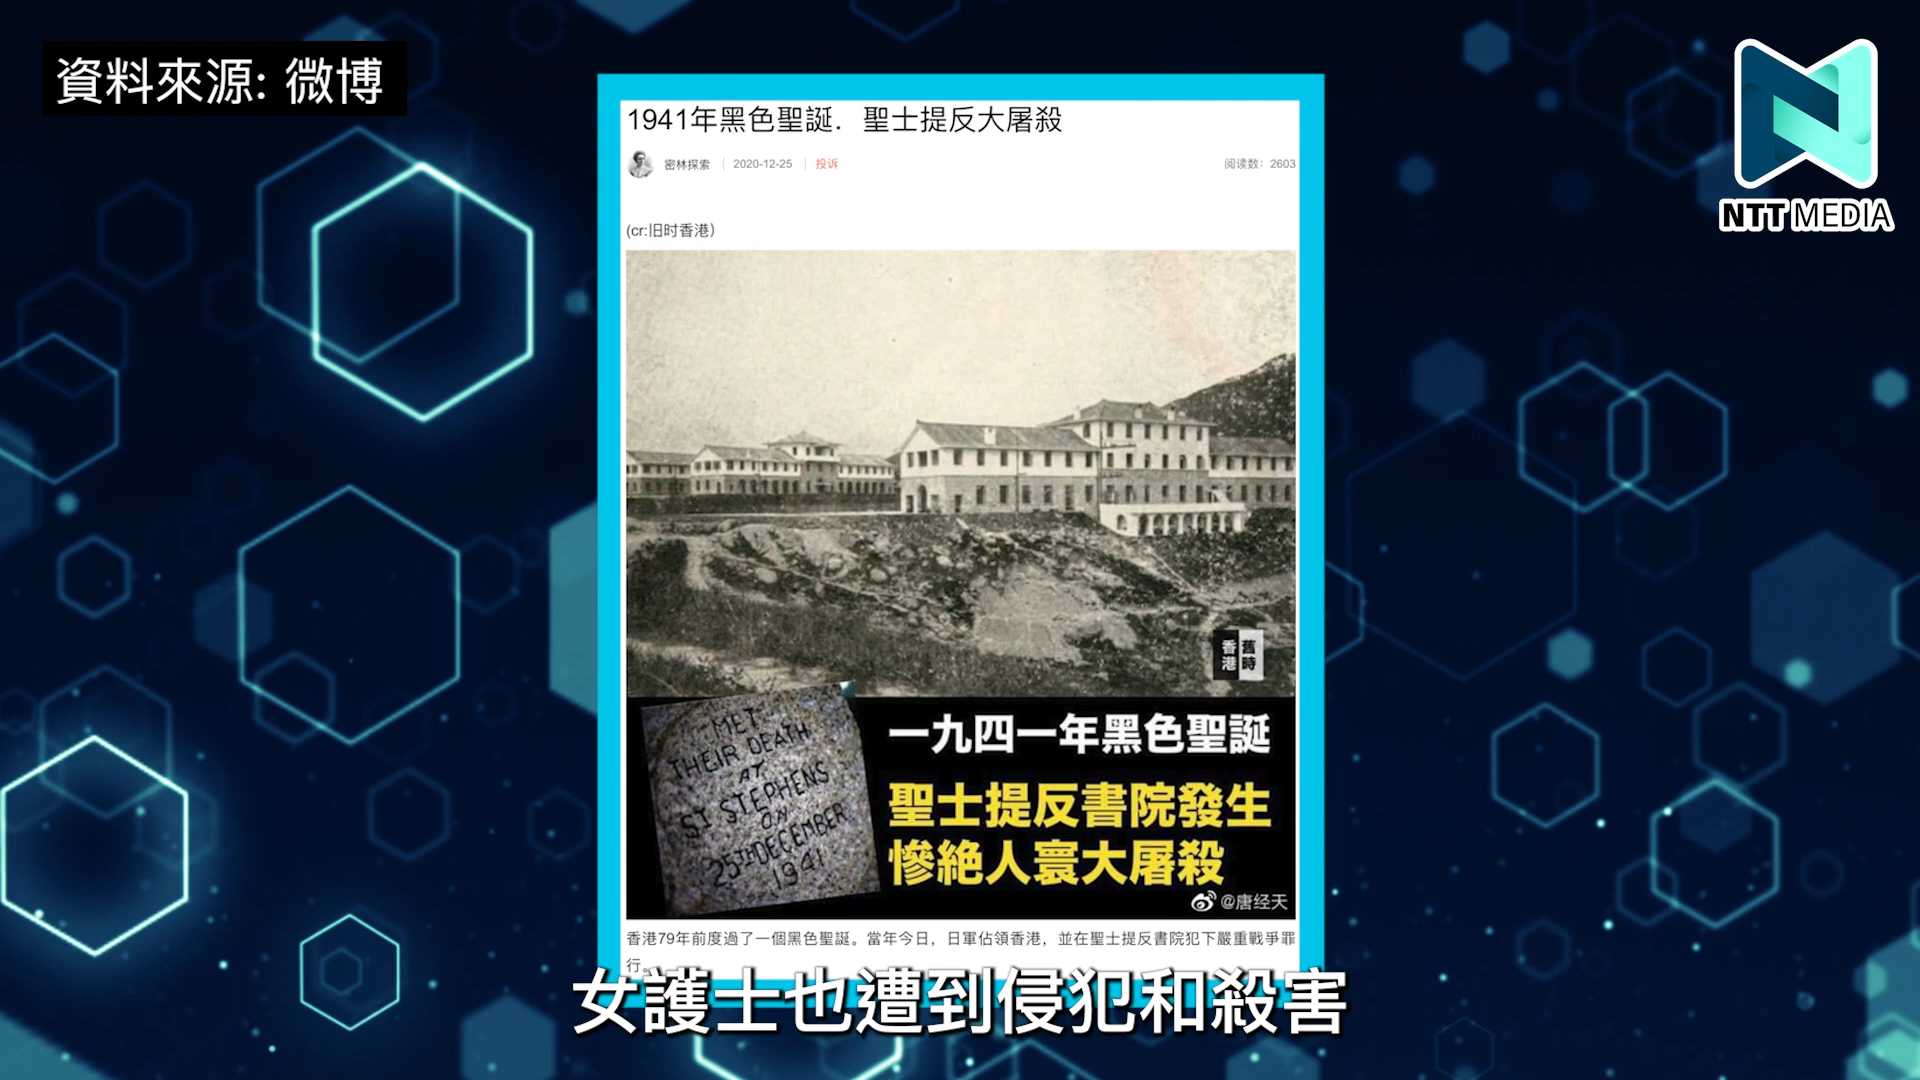 資料來源: 微博
NTT MEDIA
1941年黑色聖誕．聖士提反大屠殺
密林探索 2020-12-25 投诉 阅读数：2603
(cr:旧时香港)
香港 舊時
MET
THEIR DEATH
AT
ST STEPHENS
ON
25TH DECEMBER
1941
一九四一年黑色聖誕
聖士提反書院發生
慘絕人寰大屠殺
@唐经天
香港79年前度過了一個黑色聖誕。當年今日，日軍佔領香港，並在聖士提反書院犯下嚴重戰爭罪
行。
女護士也遭到侵犯和殺害